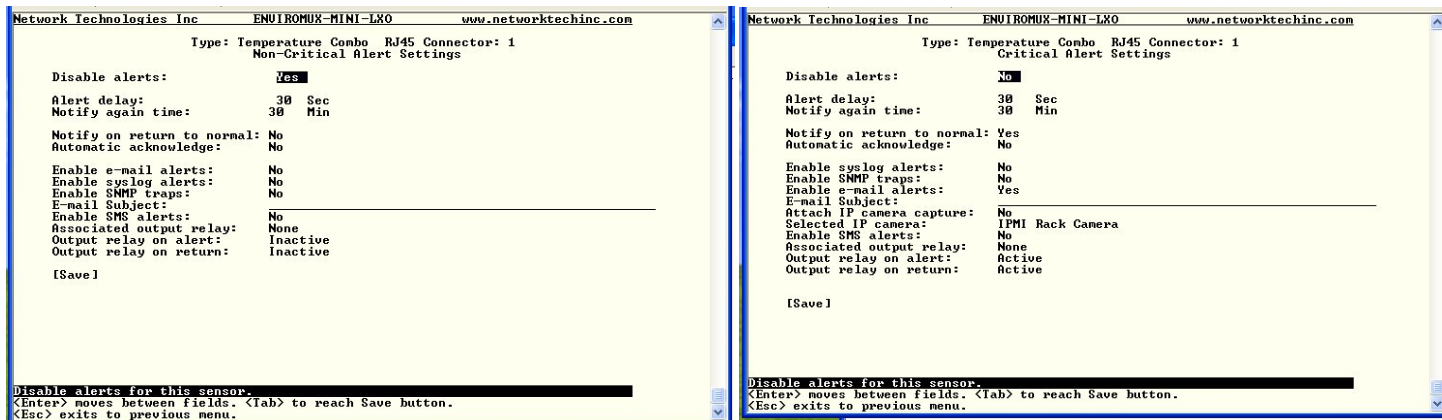 Network Technologies Inc ENVIROMUX-MINI-LXO www.networktechinc.com
Type: Temperature Combo RJ45 Connector: 1
Non-Critical Alert Settings
Disable alerts: Yes
Alert delay: 30 Sec
Notify again time: 30 Min
Notify on return to normal: No
Automatic acknowledge: No
Enable e-mail alerts: No
Enable syslog alerts: No
Enable SNMP traps: No
E-mail Subject:
Enable SMS alerts: No
Associated output relay: None
Output relay on alert: Inactive
Output relay on return: Inactive
[Save]
Disable alerts for this sensor.
<Enter> moves between fields. <Tab> to reach Save button.
<Esc> exits to previous menu.
Network Technologies Inc ENVIROMUX-MINI-LXO www.networktechinc.com
Type: Temperature Combo RJ45 Connector: 1
Critical Alert Settings
Disable alerts: No
Alert delay: 30 Sec
Notify again time: 30 Min
Notify on return to normal: Yes
Automatic acknowledge: No
Enable syslog alerts: No
Enable SNMP traps: No
Enable e-mail alerts: Yes
E-mail Subject:
Attach IP camera capture: No
Selected IP camera: IPMI Rack Camera
Enable SMS alerts: No
Associated output relay: None
Output relay on alert: Active
Output relay on return: Active
[Save]
Disable alerts for this sensor.
<Enter> moves between fields. <Tab> to reach Save button.
<Esc> exits to previous menu.